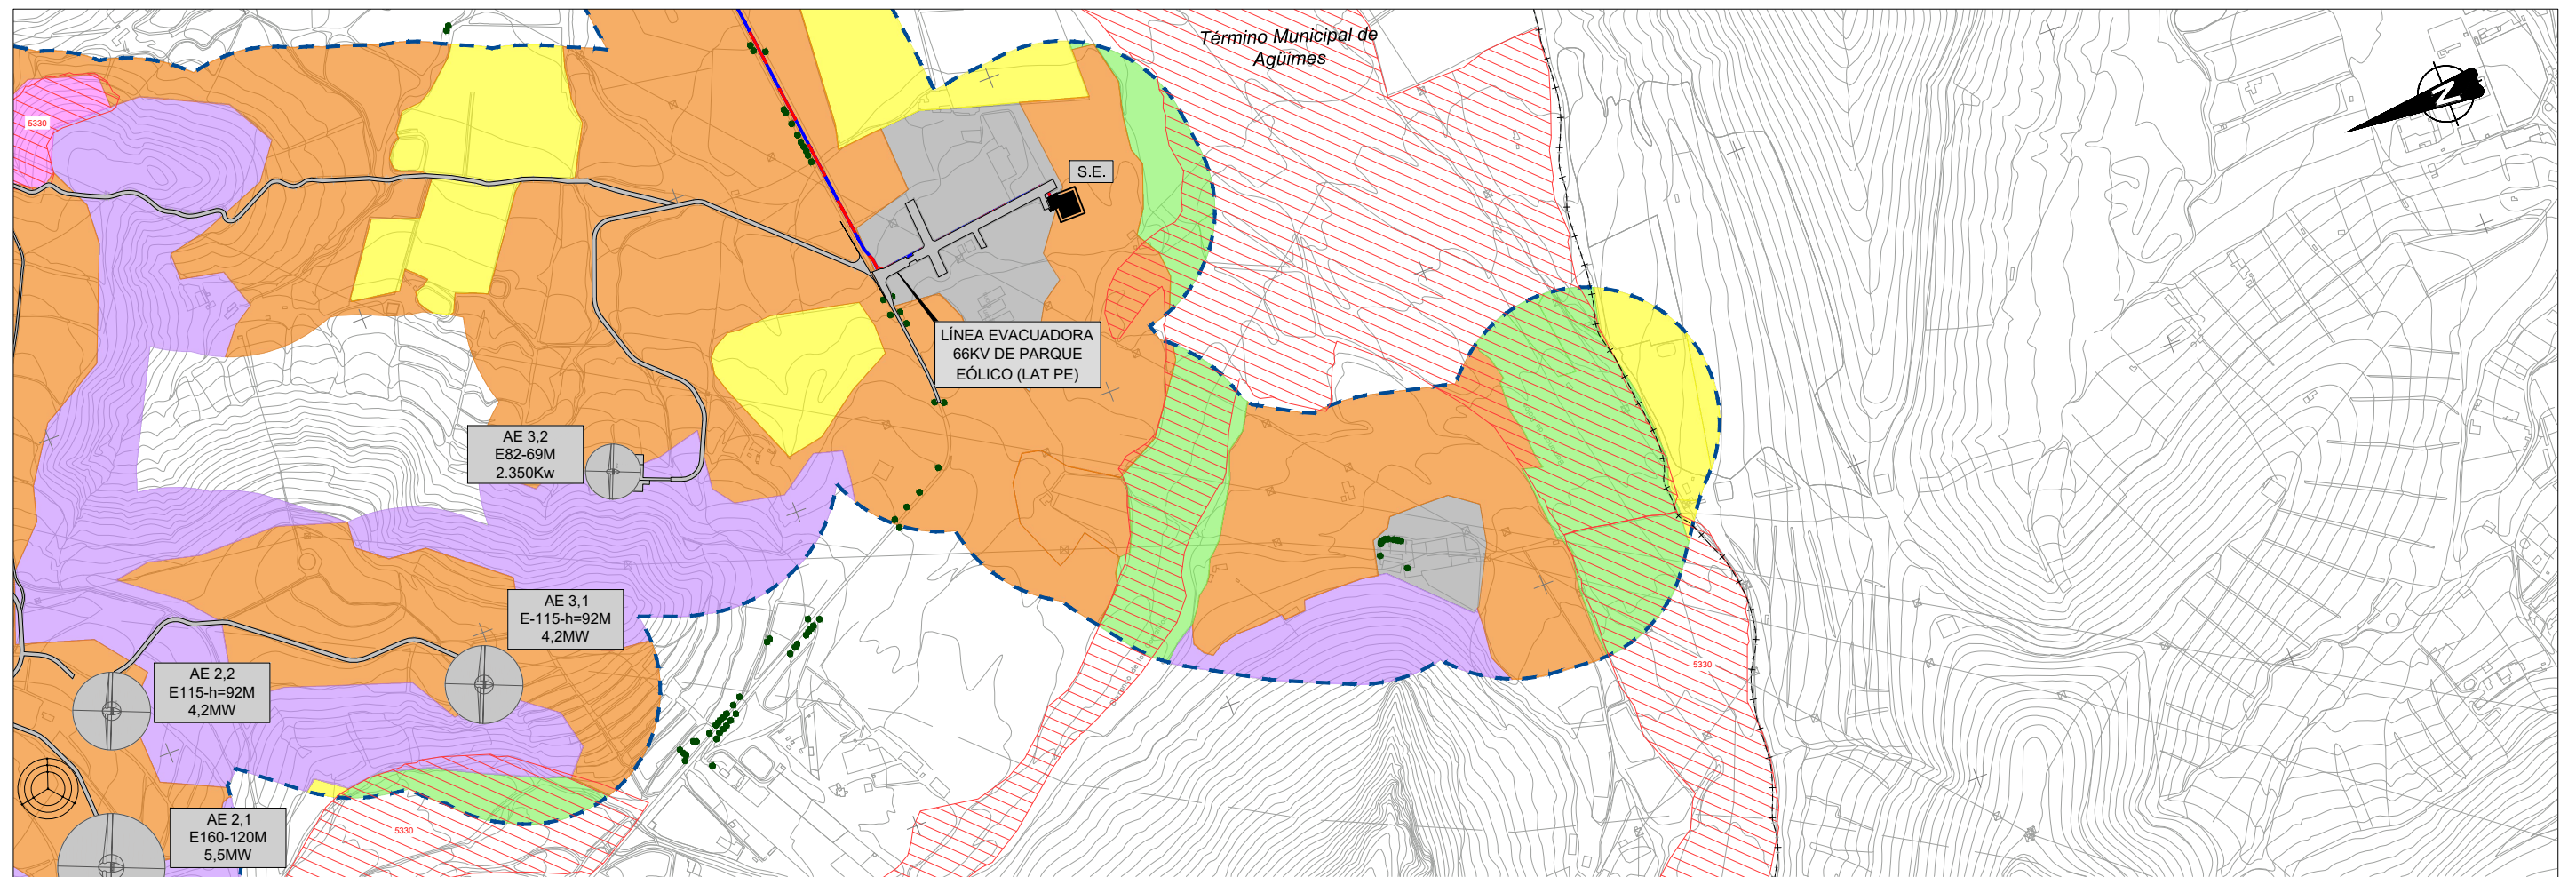 Término Municipal de
Agüimes
5330
S.E.
LÍNEA EVACUADORA
66KV DE PARQUE
EÓLICO (LAT PE)
AE 3,2
E82-69M
2.350Kw
AE 3,1
E-115-h=92M
4,2MW
AE 2,2
E115-h=92M
4,2MW
5330
AE 2,1
E160-120M
5,5MW
5330
N